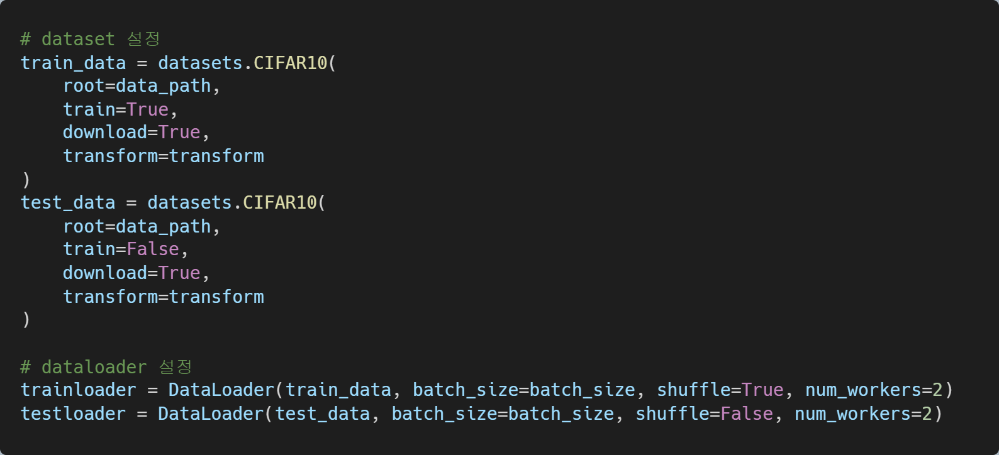 # dataset 설정
train_data = datasets.CIFAR10(
    root=data_path,
    train=True,
    download=True,
    transform=transform
)
test_data = datasets.CIFAR10(
    root=data_path,
    train=False,
    download=True,
    transform=transform
)

# dataloader 설정
trainloader = DataLoader(train_data, batch_size=batch_size, shuffle=True, num_workers=2)
testloader = DataLoader(test_data, batch_size=batch_size, shuffle=False, num_workers=2)